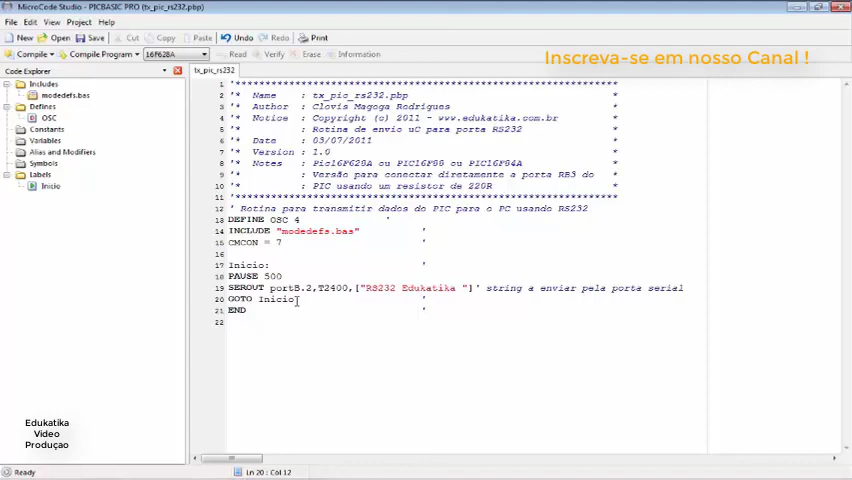 MicroCode Studio - PICBASIC PRO (tx_pic_rs232.pbp)
File Edit View Project Help
New Open Save Cut Copy Paste Undo Redo Print
Compile Compile Program 16F628A Read Verify Erase Information
Inscreva-se em nosso Canal !
Code Explorer
tx_pic_rs232
Includes
modedefs.bas
Defines
OSC
Constants
Variables
Alias and Modifiers
Symbols
Labels
Inicio
1 '****************************************************************
2 '* Name : tx_pic_rs232.pbp *
3 '* Author : Clovis Magoga Rodrigues *
4 '* Notice : Copyright (c) 2011 - www.edukatika.com.br *
5 '* : Rotina de envio uC para porta RS232 *
6 '* Date : 03/07/2011 *
7 '* Version : 1.0 *
8 '* Notes : Pic16F628A ou PIC16F88 ou PIC16F84A *
9 '* : Versão para conectar diretamente a porta RB3 do *
10 '* : PIC usando um resistor de 220R *
11 '****************************************************************
12 ' Rotina para transmitir dados do PIC para o PC usando RS232
13 DEFINE OSC 4 '
14 INCLUDE "modedefs.bas" '
15 CMCON = 7 '
16
17 Inicio: '
18 PAUSE 500
19 SEROUT portB.2,T2400,["RS232 Edukatika "]' string a enviar pela porta serial
20 GOTO Inicio '
21 END '
22
Edukatika
Video
Produçao
Ready Ln 20 : Col 12